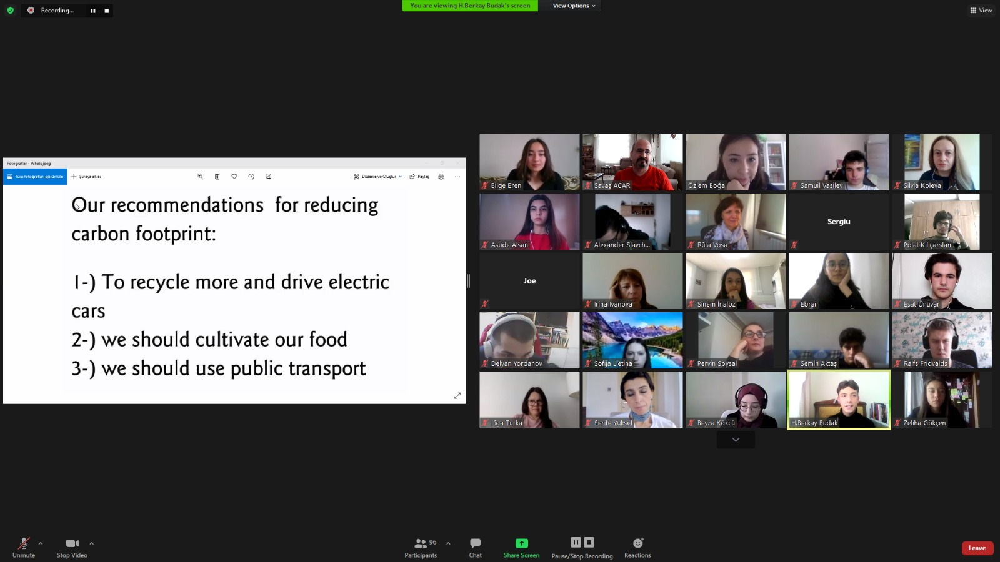 Recording...
You are viewing H.Berkay Budak's screen
View Options
View
Fotoğraflar - Whats.jpeg
Tüm fotoğrafları görüntüle
Şuraya ekle:
Düzenle ve Oluştur
Paylaş
Our recommendations for reducing
carbon footprint:
1-) To recycle more and drive electric
cars
2-) we should cultivate our food
3-) we should use public transport
Bilge Eren
Savaş ACAR
Özlem Boğa
Samuil Vasilev
Silvia Koleva
Asude Alsan
Alexander Slavch...
Rūta Vosa
Sergiu
Polat Kılıçarslan
Joe
Irina Ivanova
Sinem İnalöz
Ebrar
Esat Ünüvar
Delyan Yordanov
Sofija Lietina
Pervin Soysal
Semih Aktaş
Ralfs Fridvalds
Līga Turka
Serife Yuksel
Beyza Kökcü
H.Berkay Budak
Zeliha Gökçen
Unmute
Stop Video
96
Participants
Chat
Share Screen
Pause/Stop Recording
Reactions
Leave